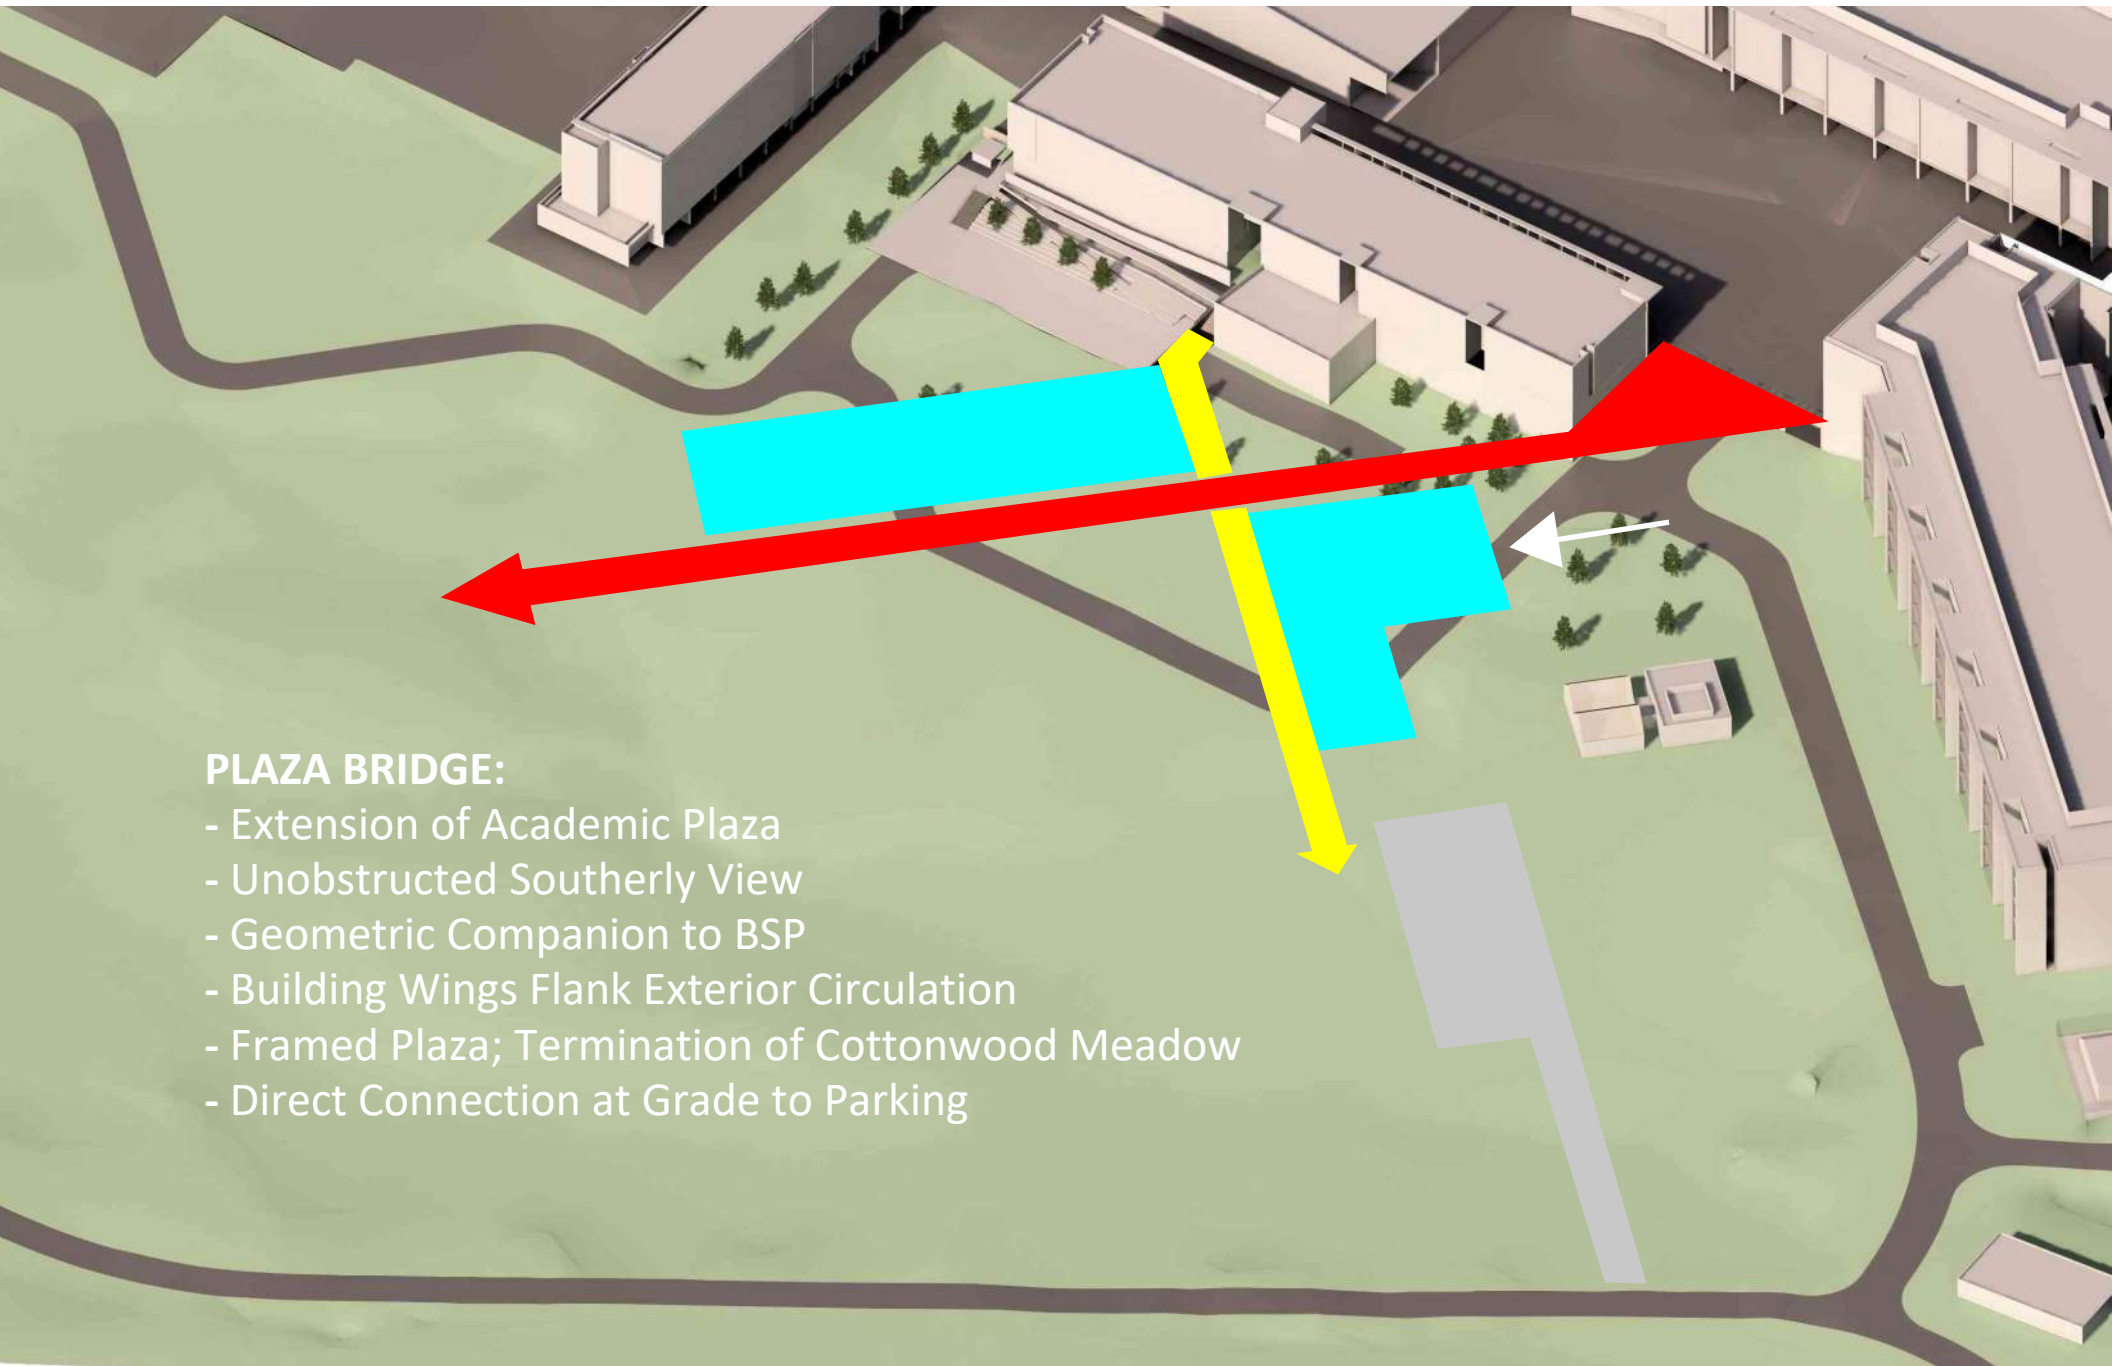 PLAZA BRIDGE:
- Extension of Academic Plaza
- Unobstructed Southerly View
- Geometric Companion to BSP
- Building Wings Flank Exterior Circulation
- Framed Plaza; Termination of Cottonwood Meadow
- Direct Connection at Grade to Parking